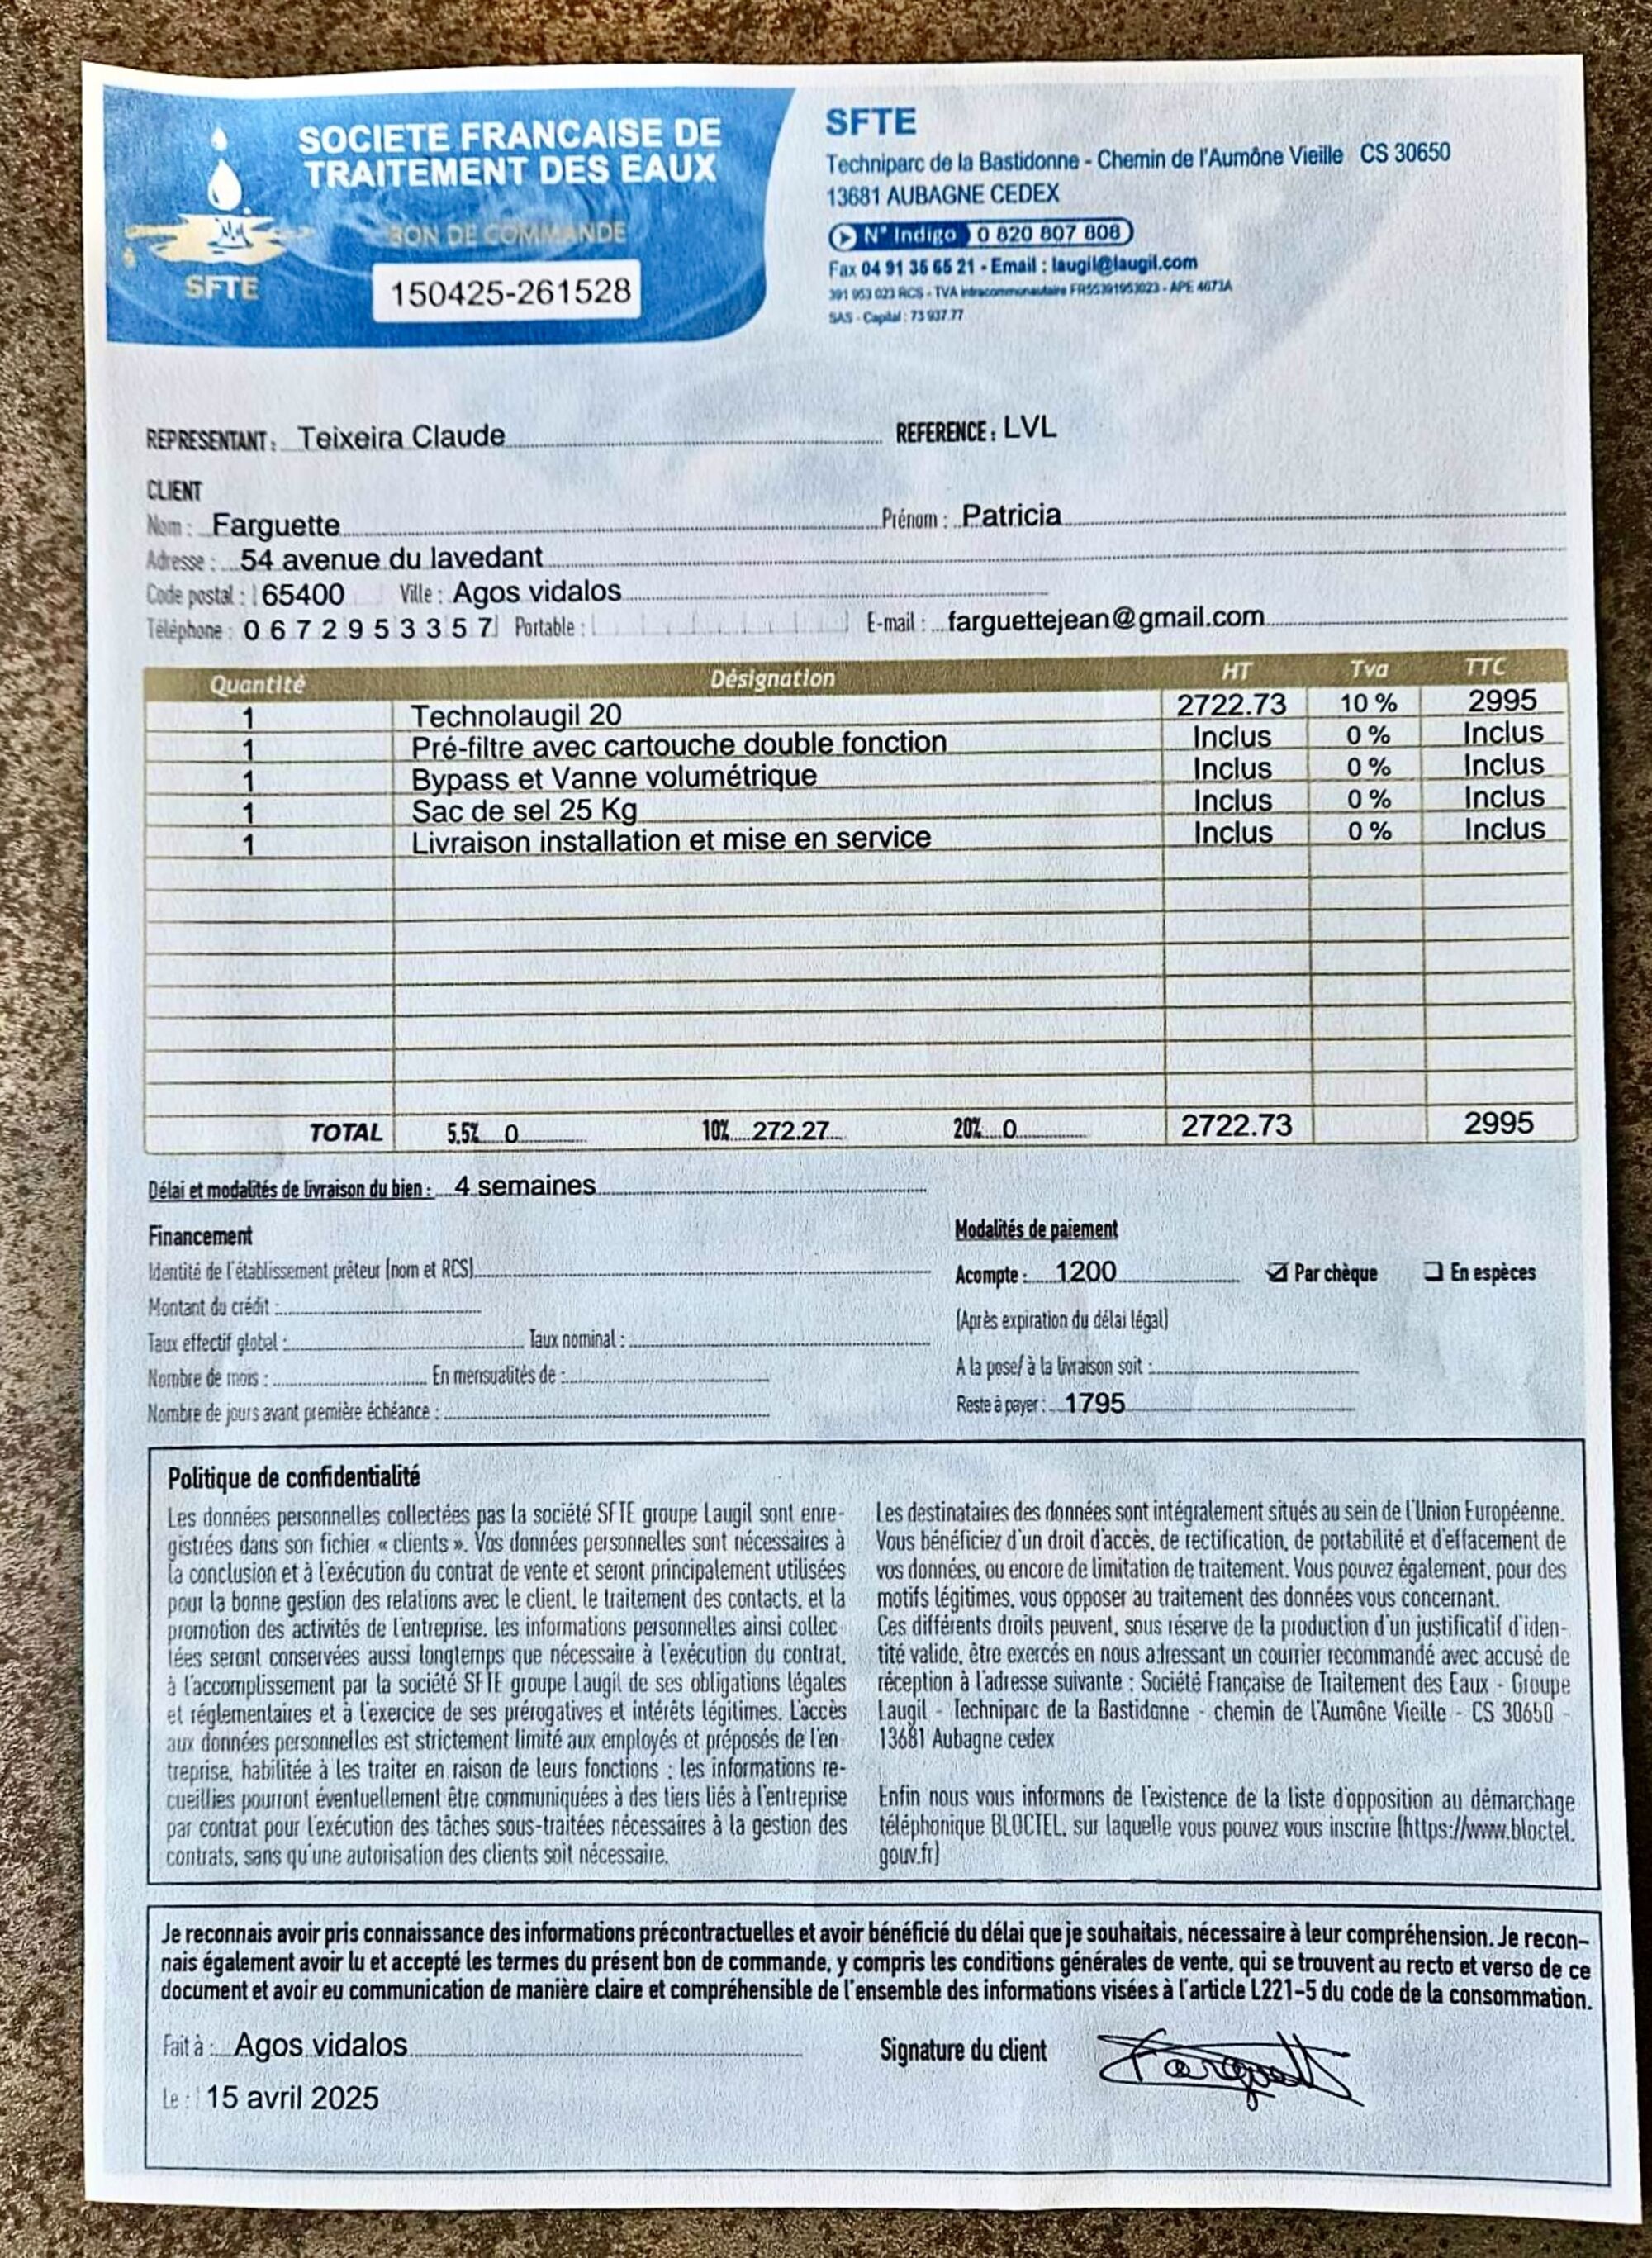 SOCIETE FRANCAISE DE
TRAITEMENT DES EAUX
BON DE COMMANDE
150425-261528
SFTE
SFTE
Techniparc de la Bastidonne - Chemin de l'Aumône Vieille CS 30650
13681 AUBAGNE CEDEX
N° Indigo 0 820 807 808
Fax 04 91 35 65 21 - Email : laugil@laugil.com
391 953 023 RCS - TVA intracommunautaire FR55391953023 - APE 4673A
SAS - Capital : 73 937.77
REPRESENTANT : Teixeira Claude REFERENCE : LVL
CLIENT
Nom : Farguette Prénom : Patricia
Adresse : 54 avenue du lavedant
Code postal : 65400 Ville : Agos vidalos
Téléphone : 0 6 7 2 9 5 3 3 5 7 Portable : E-mail : farguettejean@gmail.com
Quantité Désignation HT Tva TTC
1 Technolaugil 20 2722.73 10 % 2995
1 Pré-filtre avec cartouche double fonction Inclus 0 % Inclus
1 Bypass et Vanne volumétrique Inclus 0 % Inclus
1 Sac de sel 25 Kg Inclus 0 % Inclus
1 Livraison installation et mise en service Inclus 0 % Inclus
TOTAL 5,5% 0 10% 272.27 20% 0 2722.73 2995
Délai et modalités de livraison du bien : 4 semaines
Financement
Identité de l'établissement prêteur (nom et RCS)
Montant du crédit :
Taux effectif global : Taux nominal :
Nombre de mois : En mensualités de :
Nombre de jours avant première échéance :
Modalités de paiement
Acompte : 1200 Par chèque En espèces
(Après expiration du délai légal)
A la pose/ à la livraison soit :
Reste à payer : 1795
Politique de confidentialité
Les données personnelles collectées pas la société SFTE groupe Laugil sont enre-
gistrées dans son fichier « clients ». Vos données personnelles sont nécessaires à
la conclusion et à l'exécution du contrat de vente et seront principalement utilisées
pour la bonne gestion des relations avec le client, le traitement des contacts, et la
promotion des activités de l'entreprise. les informations personnelles ainsi collec-
tées seront conservées aussi longtemps que nécessaire à l'exécution du contrat,
à l'accomplissement par la société SFTE groupe Laugil de ses obligations légales
et réglementaires et à l'exercice de ses prérogatives et intérêts légitimes. L'accès
aux données personnelles est strictement limité aux employés et préposés de l'en-
treprise, habilitée à les traiter en raison de leurs fonctions ; les informations re-
cueillies pourront éventuellement être communiquées à des tiers liés à l'entreprise
par contrat pour l'exécution des tâches sous-traitées nécessaires à la gestion des
contrats, sans qu'une autorisation des clients soit nécessaire.
Les destinataires des données sont intégralement situés au sein de l'Union Européenne.
Vous bénéficiez d'un droit d'accès, de rectification, de portabilité et d'effacement de
vos données, ou encore de limitation de traitement. Vous pouvez également, pour des
motifs légitimes, vous opposer au traitement des données vous concernant.
Ces différents droits peuvent, sous réserve de la production d'un justificatif d'iden-
tité valide, être exercés en nous adressant un courrier recommandé avec accusé de
réception à l'adresse suivante : Société Française de Traitement des Eaux - Groupe
Laugil - Techniparc de la Bastidonne - chemin de l'Aumône Vieille - CS 30650 -
13681 Aubagne cedex
Enfin nous vous informons de l'existence de la liste d'opposition au démarchage
téléphonique BLOCTEL, sur laquelle vous pouvez vous inscrire (https://www.bloctel.
gouv.fr)
Je reconnais avoir pris connaissance des informations précontractuelles et avoir bénéficié du délai que je souhaitais, nécessaire à leur compréhension. Je recon-
nais également avoir lu et accepté les termes du présent bon de commande, y compris les conditions générales de vente, qui se trouvent au recto et verso de ce
document et avoir eu communication de manière claire et compréhensible de l'ensemble des informations visées à l'article L221-5 du code de la consommation.
Fait à : Agos vidalos
Le : 15 avril 2025
Signature du client